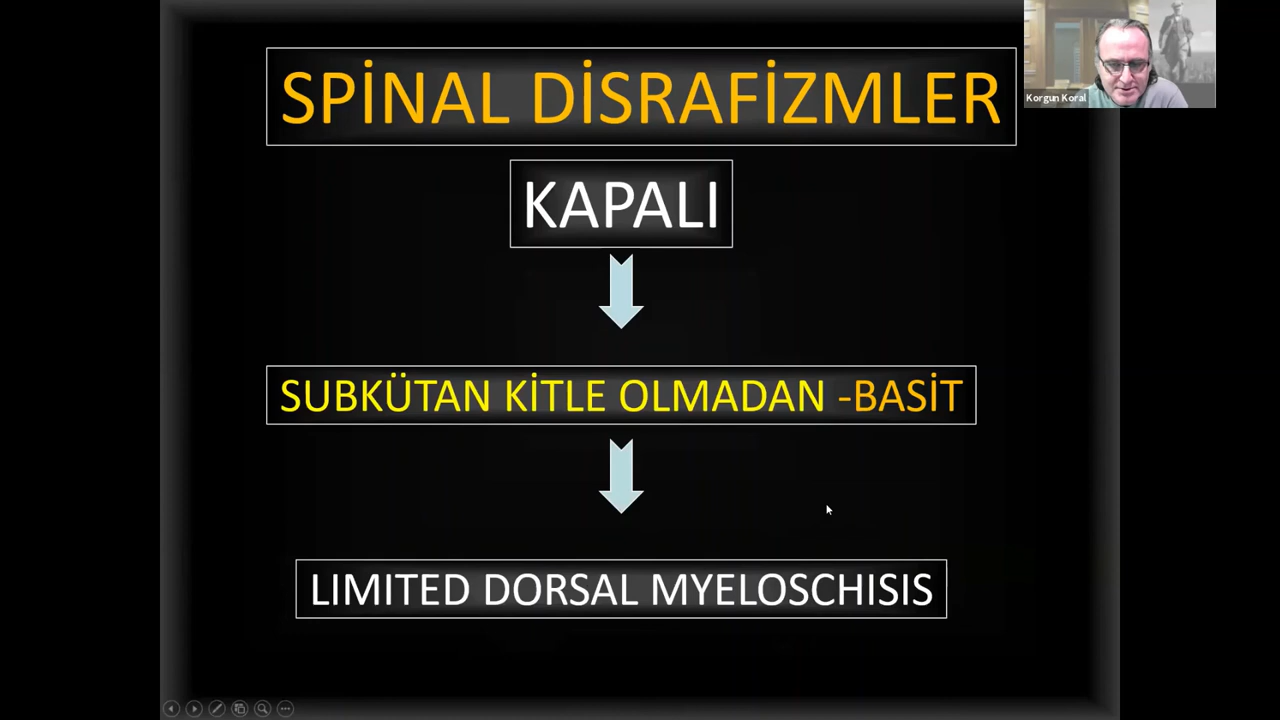 SPİNAL DİSRAFİZMLER
Korgun Koral
KAPALI
SUBKÜTAN KİTLE OLMADAN -BASİT
LIMITED DORSAL MYELOSCHISIS